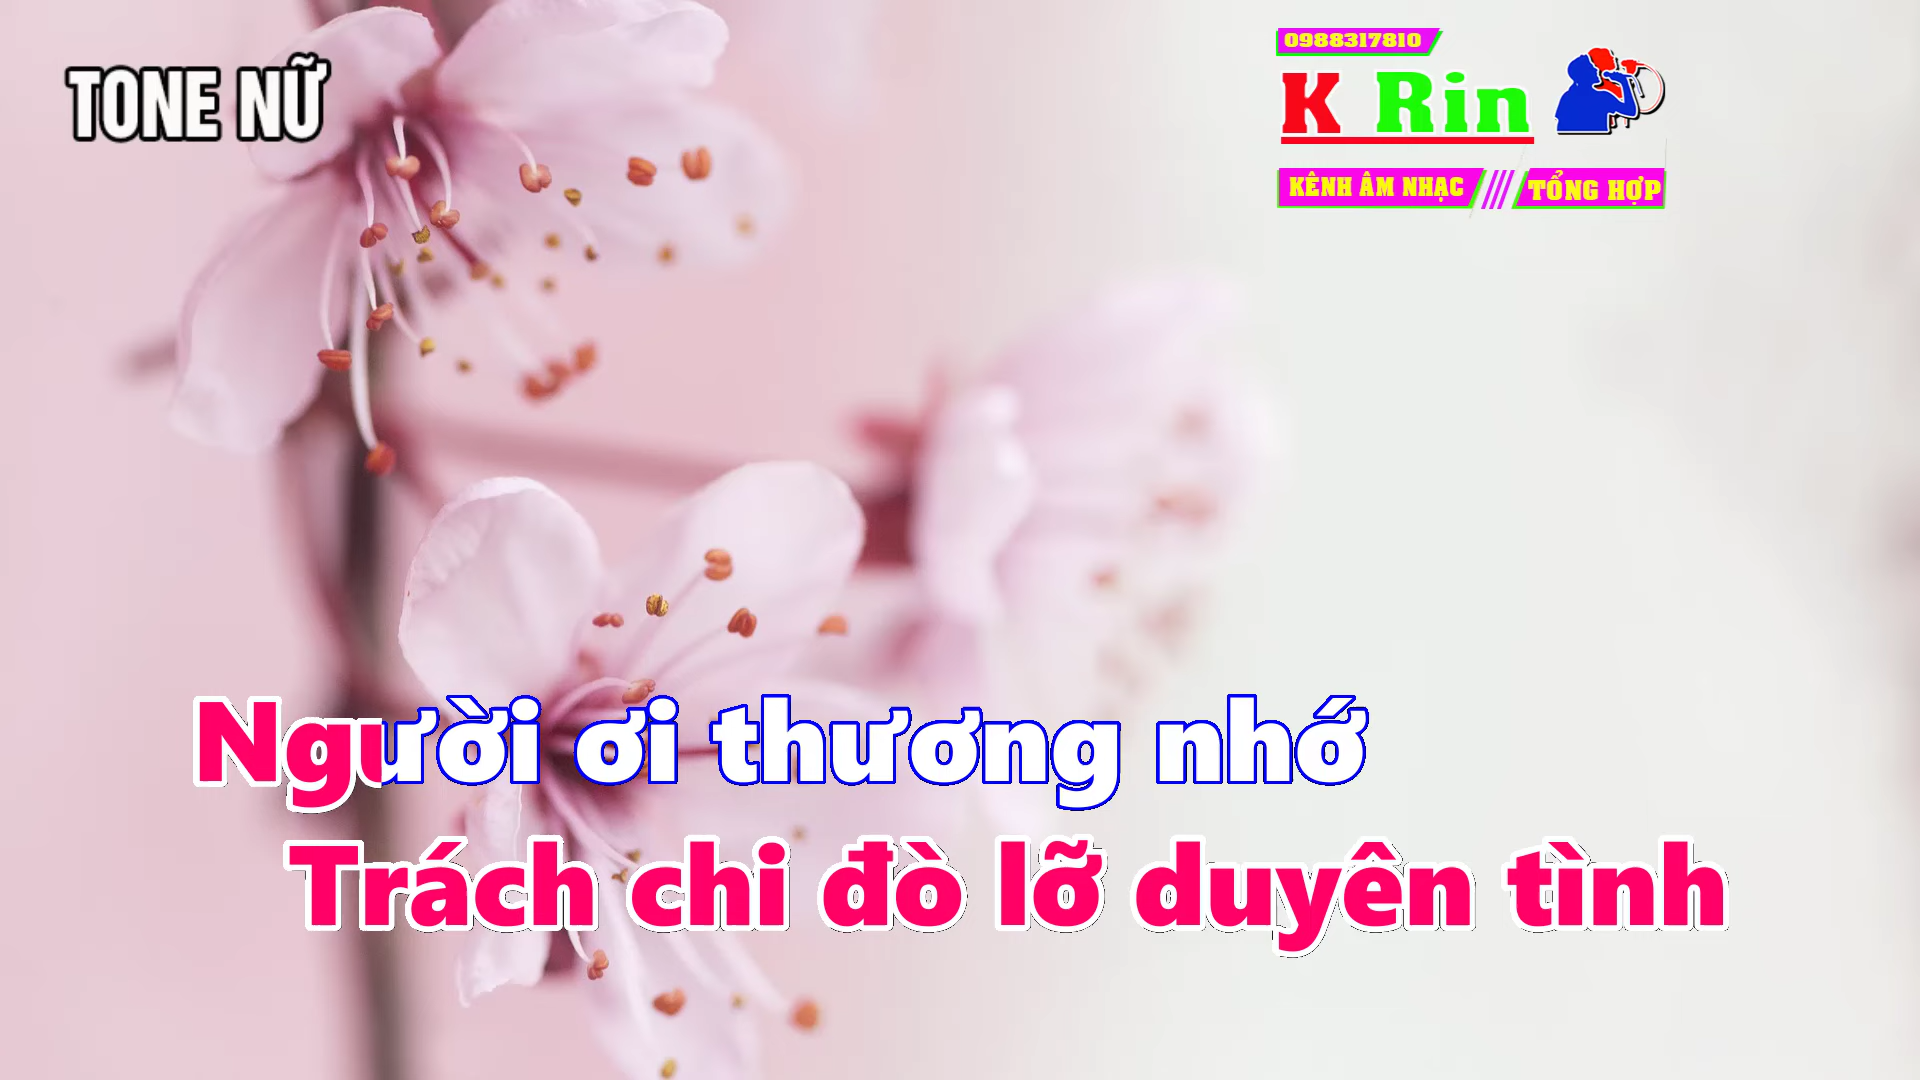 TONE NỮ
0988317810
K Rin
KÊNH ÂM NHẠC /// TỔNG HỢP
Người ơi thương nhớ
Trách chi đò lỡ duyên tình